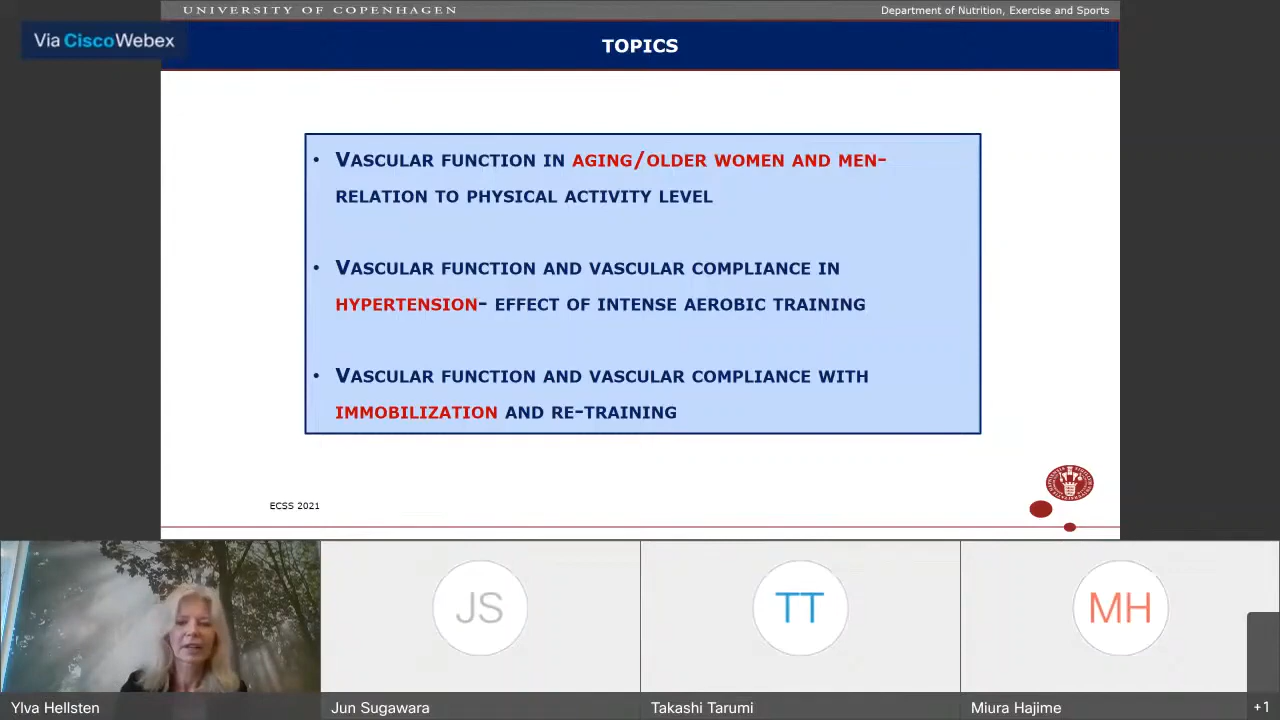 UNIVERSITY OF COPENHAGEN
Department of Nutrition, Exercise and Sports
Via Cisco Webex
TOPICS
• VASCULAR FUNCTION IN AGING/OLDER WOMEN AND MEN-
RELATION TO PHYSICAL ACTIVITY LEVEL
• VASCULAR FUNCTION AND VASCULAR COMPLIANCE IN
HYPERTENSION- EFFECT OF INTENSE AEROBIC TRAINING
• VASCULAR FUNCTION AND VASCULAR COMPLIANCE WITH
IMMOBILIZATION AND RE-TRAINING
ECSS 2021
JS
TT
MH
Ylva Hellsten
Jun Sugawara
Takashi Tarumi
Miura Hajime
+1